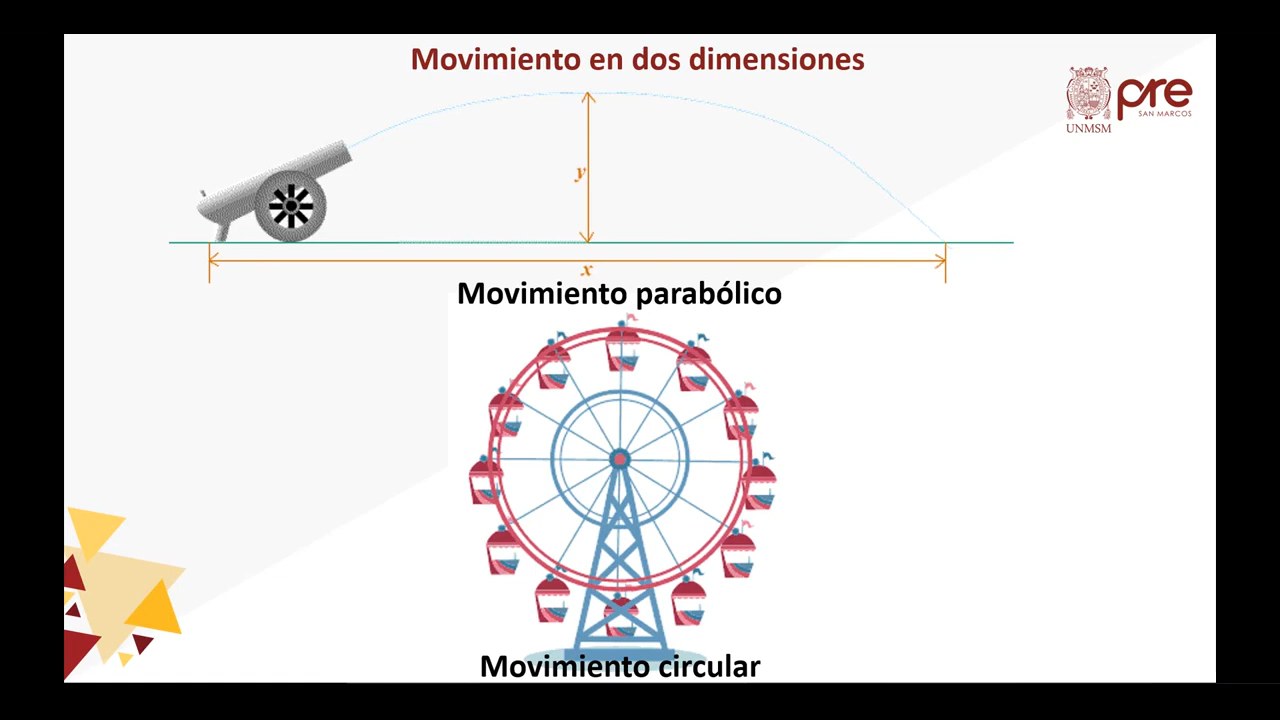 Movimiento en dos dimensiones
pre
SAN MARCOS
UNMSM
y
x
Movimiento parabólico
Movimiento circular